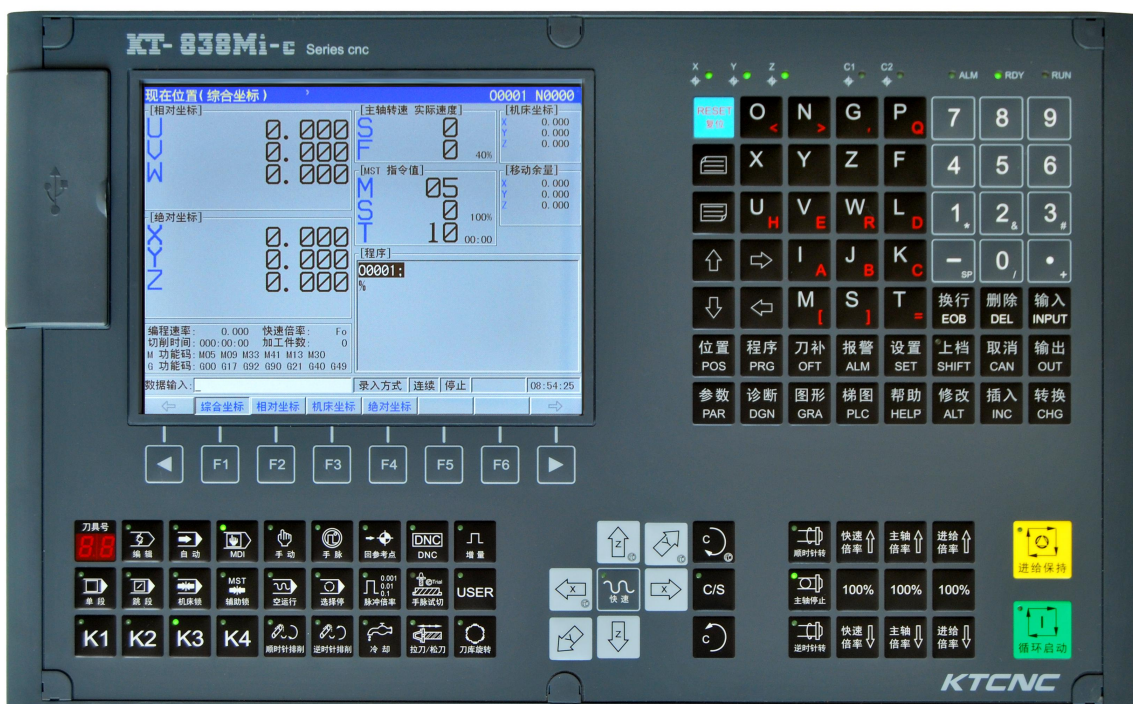 KT-838Mi-c Series cnc
现在位置(综合坐标) O0001 N0000
[相对坐标]
U 0.000
V 0.000
W 0.000
[绝对坐标]
X 0.000
Y 0.000
Z 0.000
[主轴转速 实际速度]
S 0
F 0 40%
[MST 指令值]
M 05
S 0 100%
T 10 00:00
[机床坐标]
X 0.000
Y 0.000
Z 0.000
[移动余量]
X 0.000
Y 0.000
Z 0.000
[程序]
O0001:
%
编程速率: 0.000 快速倍率: Fo
切削时间: 000:00:00 加工件数: 0
M 功能码: M05 M09 M33 M41 M13 M30
G 功能码: G00 G17 G92 G90 G21 G40 G49
数据输入:_ 录入方式 连续 停止 08:54:25
综合坐标 相对坐标 机床坐标 绝对坐标
F1 F2 F3 F4 F5 F6
X Y Z C1 C2 ALM RDY RUN
RESET 复位 O < N > G , P Q 7 8 9
X Y Z F 4 5 6
U H V E W R L D 1 * 2 & 3 #
I A J B K C - SP 0 / • +
M [ S ] T = 换行 EOB 删除 DEL 输入 INPUT
位置 POS 程序 PRG 刀补 OFT 报警 ALM 设置 SET 上档 SHIFT 取消 CAN 输出 OUT
参数 PAR 诊断 DGN 图形 GRA 梯图 PLC 帮助 HELP 修改 ALT 插入 INC 转换 CHG
刀具号 88 编辑 自动 MDI 手动 手脉 回参考点 DNC DNC 增量
单段 跳段 机床锁 MST 辅助锁 空运行 选择停 0.001 0.01 0.1 脉冲倍率 Trial 手脉试切 USER
K1 K2 K3 K4 顺时针排削 逆时针排削 冷却 拉刀/松刀 刀库旋转
Z Y C
X 快速 X C/S
Y Z C
顺时针转 快速倍率 主轴倍率 进给倍率
主轴停止 100% 100% 100%
逆时针转 快速倍率 主轴倍率 进给倍率
进给保持
循环启动
KTCNC